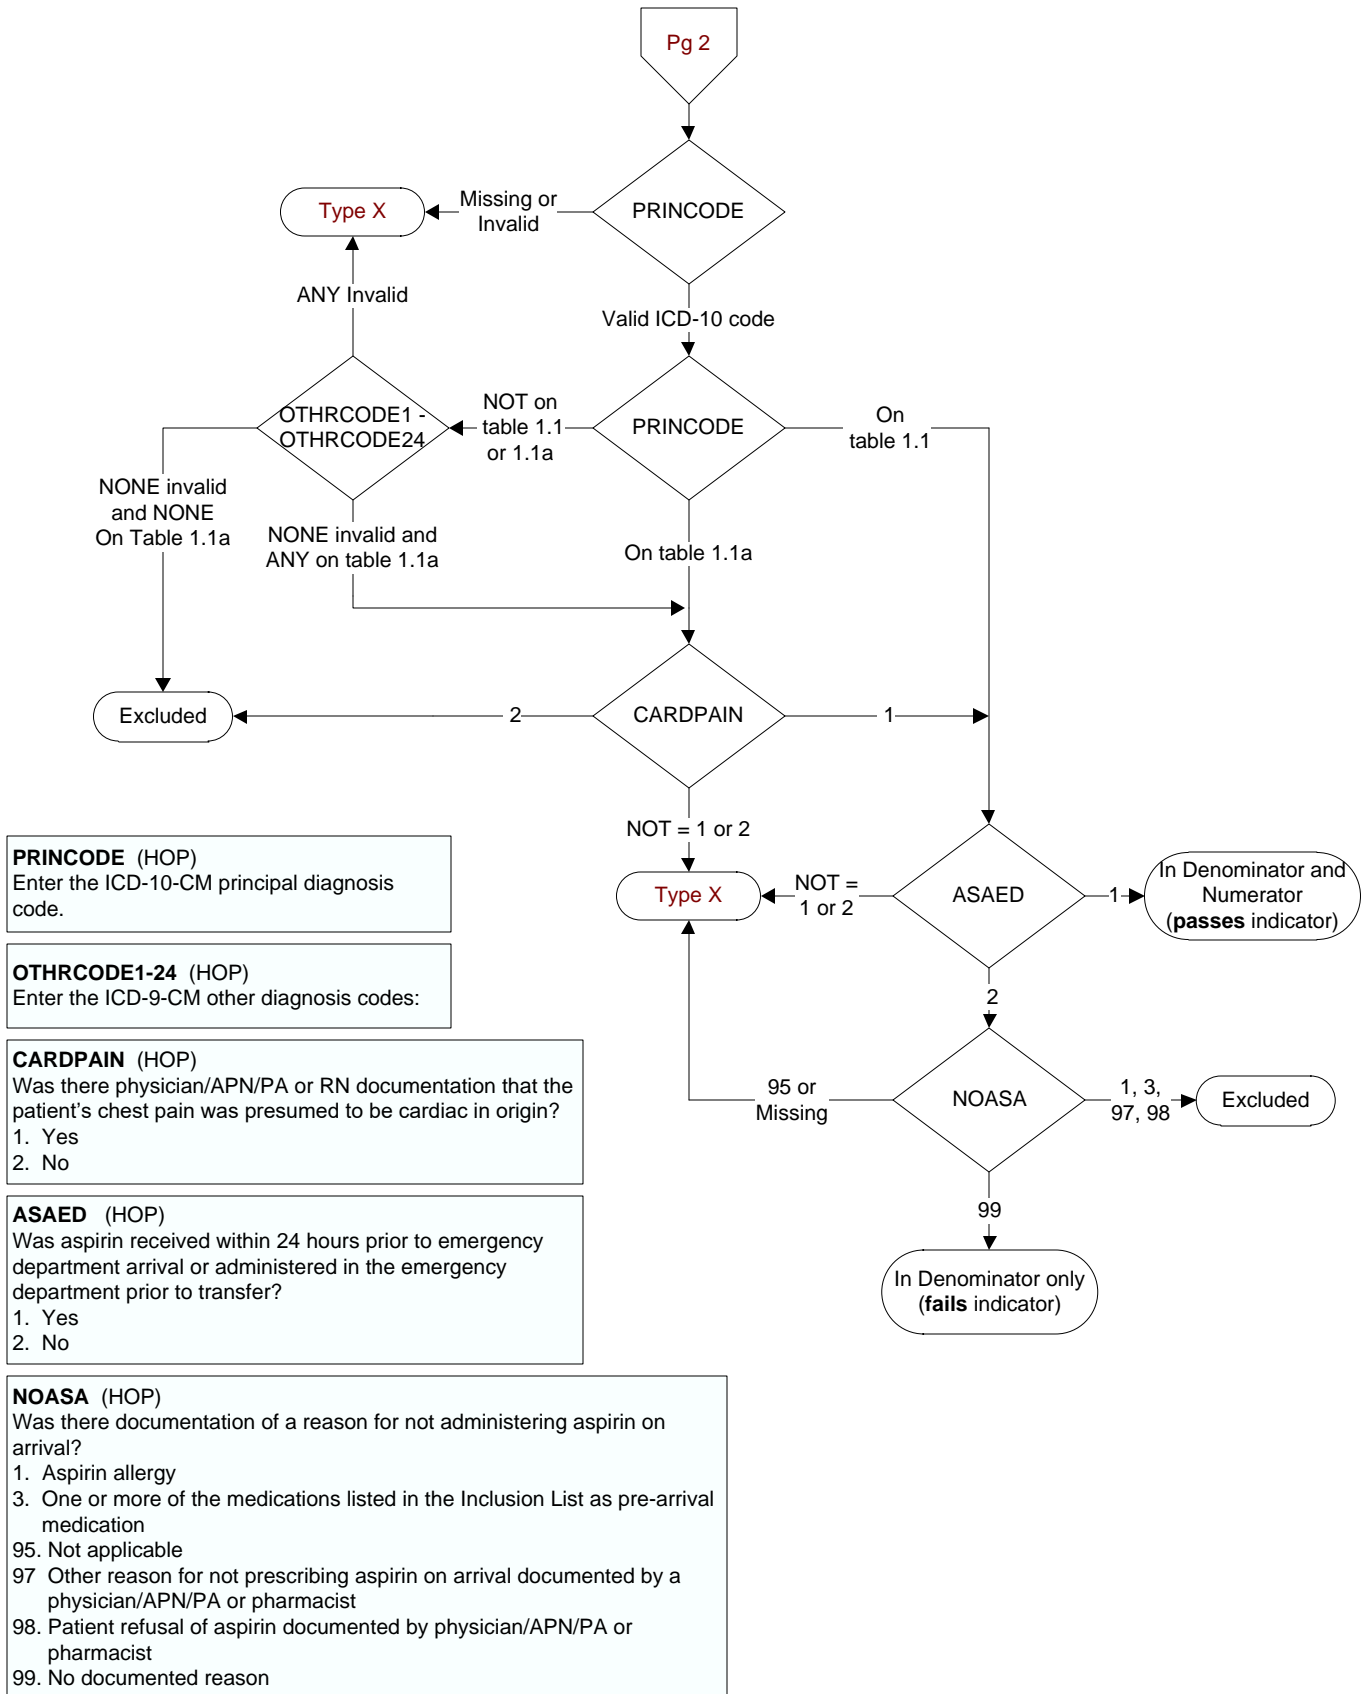 Pg 2
PRINCODE
Missing or
Invalid
Type X
ANY Invalid
Valid ICD-10 code
PRINCODE
NOT on
table 1.1
or 1.1a
On
table 1.1
OTHRCODE1 -
OTHRCODE24
NONE invalid
and NONE
On Table 1.1a
NONE invalid and
ANY on table 1.1a
On table 1.1a
Excluded
2
CARDPAIN
1
NOT = 1 or 2
Type X
NOT =
1 or 2
ASAED
1
In Denominator and
Numerator
(passes indicator)
2
95 or
Missing
NOASA
1, 3,
97, 98
Excluded
99
In Denominator only
(fails indicator)
PRINCODE (HOP)
Enter the ICD-10-CM principal diagnosis
code.
OTHRCODE1-24 (HOP)
Enter the ICD-9-CM other diagnosis codes:
CARDPAIN (HOP)
Was there physician/APN/PA or RN documentation that the
patient's chest pain was presumed to be cardiac in origin?
1. Yes
2. No
ASAED (HOP)
Was aspirin received within 24 hours prior to emergency
department arrival or administered in the emergency
department prior to transfer?
1. Yes
2. No
NOASA (HOP)
Was there documentation of a reason for not administering aspirin on
arrival?
1. Aspirin allergy
3. One or more of the medications listed in the Inclusion List as pre-arrival
medication
95. Not applicable
97 Other reason for not prescribing aspirin on arrival documented by a
physician/APN/PA or pharmacist
98. Patient refusal of aspirin documented by physician/APN/PA or
pharmacist
99. No documented reason